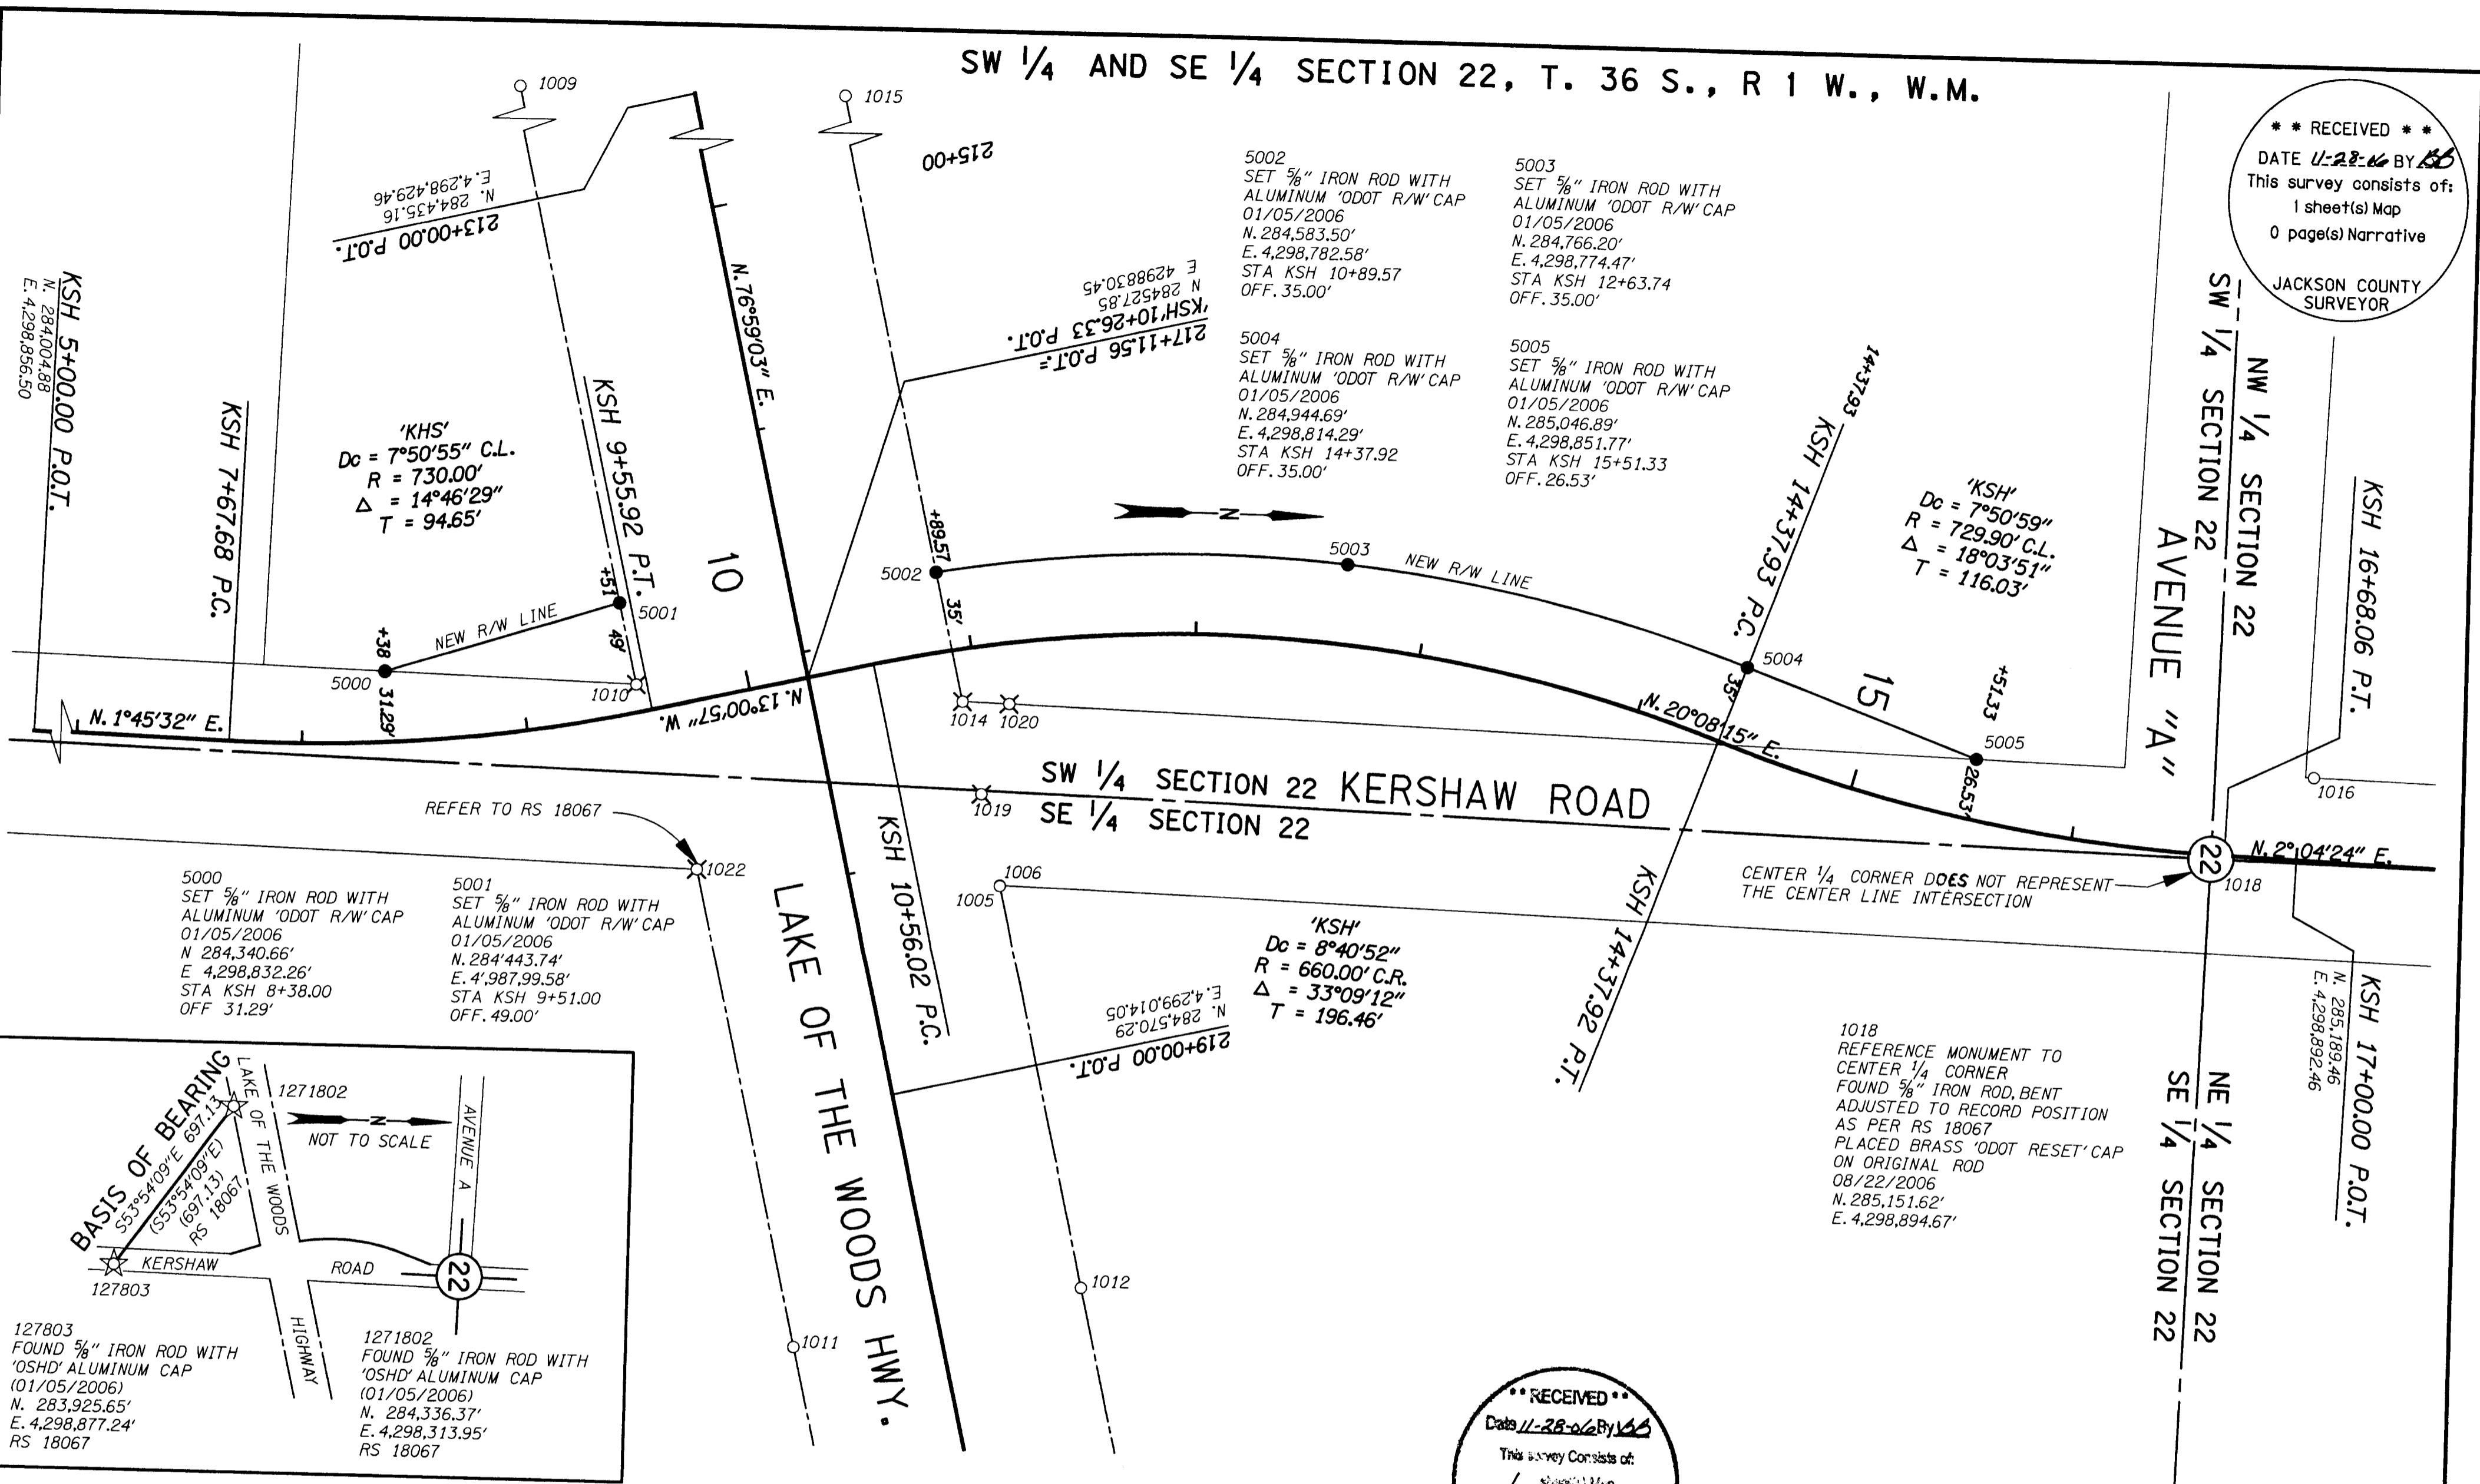 SW 1/4 AND SE 1/4 SECTION 22, T. 36 S., R 1 W., W.M.
* * RECEIVED * *
DATE 11-28-06 BY BB
This survey consists of:
1 sheet(s) Map
0 page(s) Narrative
JACKSON COUNTY
SURVEYOR
1009
1015
215+00
213+00.00 P.O.T.
N. 284,435.16
E. 4,298,429.46
N. 76°59'03" E.
217+11.56 P.O.T.=
'KSH'10+26.33 P.O.T.
N 284527.85
E 4298830.45
5002
SET 5/8" IRON ROD WITH
ALUMINUM 'ODOT R/W' CAP
01/05/2006
N. 284,583.50'
E. 4,298,782.58'
STA KSH 10+89.57
OFF. 35.00'
5003
SET 5/8" IRON ROD WITH
ALUMINUM 'ODOT R/W' CAP
01/05/2006
N. 284,766.20'
E. 4,298,774.47'
STA KSH 12+63.74
OFF. 35.00'
5004
SET 5/8" IRON ROD WITH
ALUMINUM 'ODOT R/W' CAP
01/05/2006
N. 284,944.69'
E. 4,298,814.29'
STA KSH 14+37.92
OFF. 35.00'
5005
SET 5/8" IRON ROD WITH
ALUMINUM 'ODOT R/W' CAP
01/05/2006
N. 285,046.89'
E. 4,298,851.77'
STA KSH 15+51.33
OFF. 26.53'
KSH 5+00.00 P.O.T.
N. 284,004.88
E. 4,298,856.50
KSH 7+67.68 P.C.
'KHS'
Dc = 7°50'55" C.L.
R = 730.00'
Δ = 14°46'29"
T = 94.65'
KSH 9+55.92 P.T.
10
N
14+37.93
KSH 14+37.93 P.C.
'KSH'
Dc = 7°50'59"
R = 729.90' C.L.
Δ = 18°03'51"
T = 116.03'
NW 1/4 SECTION 22
SW 1/4 SECTION 22
AVENUE "A"
KSH 16+68.06 P.T.
+38
NEW R/W LINE
+51
5001
49'
5000
31.29'
1010
5002
+89.57
35'
5003
NEW R/W LINE
5004
35'
15
+51.33
5005
26.53'
1014
1020
1016
N. 1°45'32" E.
N. 13°00'57" W.
N. 20°08'15" E.
N. 2°04'24" E.
SW 1/4 SECTION 22
SE 1/4 SECTION 22
KERSHAW ROAD
1019
REFER TO RS 18067
1022
1006
1005
KSH 10+56.02 P.C.
LAKE OF THE WOODS HWY.
CENTER 1/4 CORNER DOES NOT REPRESENT
THE CENTER LINE INTERSECTION
22
1018
5000
SET 5/8" IRON ROD WITH
ALUMINUM 'ODOT R/W' CAP
01/05/2006
N 284,340.66'
E 4,298,832.26'
STA KSH 8+38.00
OFF 31.29'
5001
SET 5/8" IRON ROD WITH
ALUMINUM 'ODOT R/W' CAP
01/05/2006
N. 284'443.74'
E. 4',987,99.58'
STA KSH 9+51.00
OFF. 49.00'
'KSH'
Dc = 8°40'52"
R = 660.00' C.R.
Δ = 33°09'12"
T = 196.46'
219+00.00 P.O.T.
N. 284,570.29
E. 4,299,014.05
KSH 14+37.92 P.T.
1018
REFERENCE MONUMENT TO
CENTER 1/4 CORNER
FOUND 5/8" IRON ROD, BENT
ADJUSTED TO RECORD POSITION
AS PER RS 18067
PLACED BRASS 'ODOT RESET' CAP
ON ORIGINAL ROD
08/22/2006
N. 285,151.62'
E. 4,298,894.67'
KSH 17+00.00 P.O.T.
N. 285,189.46
E. 4,298,892.46
NE 1/4 SECTION 22
SE 1/4 SECTION 22
1012
1011
BASIS OF BEARING
S53°54'09"E 697.13
(S53°54'09"E)
(697.13)
RS 18067
LAKE OF THE WOODS
HIGHWAY
1271802
N
NOT TO SCALE
AVENUE A
KERSHAW ROAD
22
127803
127803
FOUND 5/8" IRON ROD WITH
'OSHD' ALUMINUM CAP
(01/05/2006)
N. 283,925.65'
E. 4,298,877.24'
RS 18067
1271802
FOUND 5/8" IRON ROD WITH
'OSHD' ALUMINUM CAP
(01/05/2006)
N. 284,336.37'
E. 4,298,313.95'
RS 18067
** RECEIVED **
Date 11-28-06 By BB
This survey Consists of: